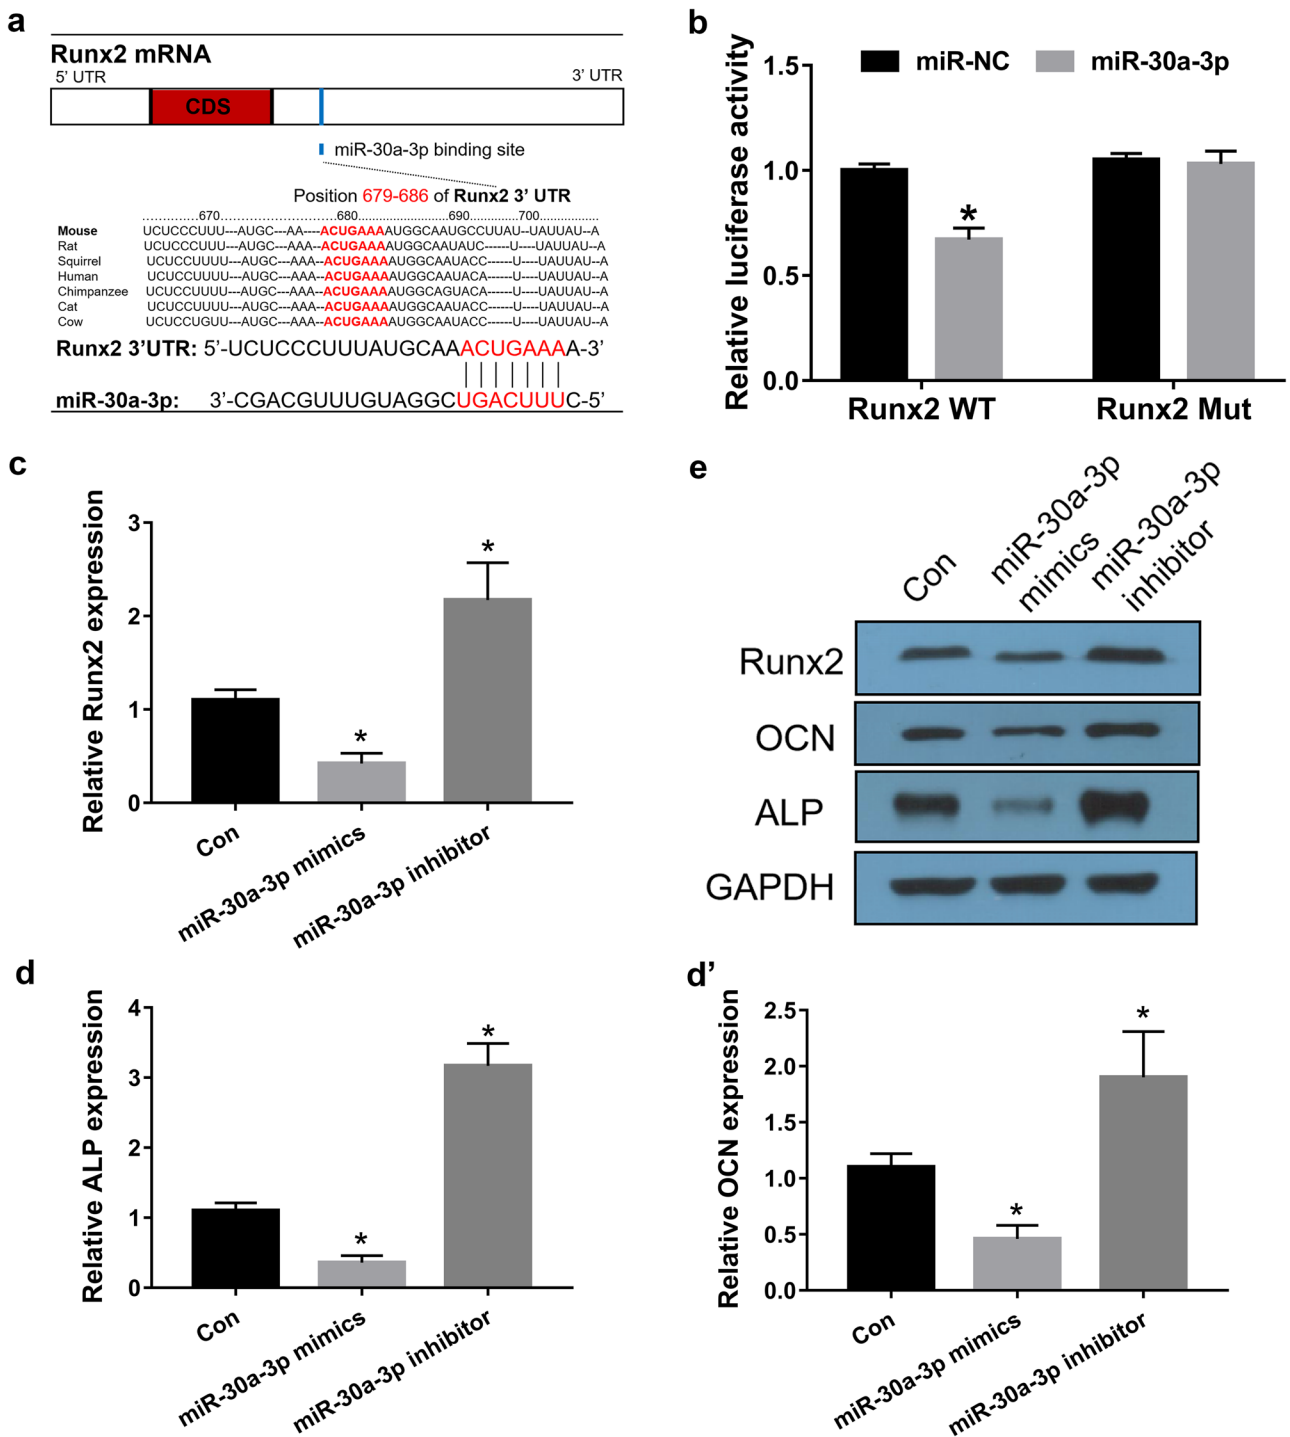 a
Runx2 mRNA
5' UTR
3' UTR
CDS
miR-30a-3p binding site
Position 679-686 of Runx2 3' UTR
..............670..............................680........................690.............700...............
Mouse UCUCCCUUU---AUGC---AA----ACUGAAAAUGGCAAUGCCUUAU--UAUUAU--A
Rat UCUCCCUUU---AUGC---AAA--ACUGAAAAUGGCAAUAUC------U----UAUUAU--A
Squirrel UCUCCCUUUU---AUGC---AAA--ACUGAAAAUGGCAAUACC------U----UAUUAU--A
Human UCUCCCUUUU---AUGC---AAA--ACUGAAAAUGGCAAUACA------U----UAUUAU--A
Chimpanzee UCUCCCUUUU---AUGC---AAA--ACUGAAAAUGGCAGUACA------U----UAUUAU--A
Cat UCUCCCUUUU---AUGC---AAA--ACUGAAAAUGGCAAUACC------U----UAUUAU--A
Cow UCUCCUGUU---AUGC---AAA--ACUGAAAAUGGCAAUACC------U----UAUUAU--A
Runx2 3'UTR: 5'-UCUCCCUUUAUGCAAACUGAAAA-3'
miR-30a-3p: 3'-CGACGUUUGUAGGCUGACUUUC-5'
b
miR-NC
miR-30a-3p
Relative luciferase activity
1.5
1.0
0.5
0.0
*
Runx2 WT
Runx2 Mut
c
Relative Runx2 expression
3
2
1
0
*
*
Con
miR-30a-3p mimics
miR-30a-3p inhibitor
e
Con
miR-30a-3p
mimics
miR-30a-3p
inhibitor
Runx2
OCN
ALP
GAPDH
d
Relative ALP expression
4
3
2
1
0
*
*
Con
miR-30a-3p mimics
miR-30a-3p inhibitor
d'
Relative OCN expression
2.5
2.0
1.5
1.0
0.5
0.0
*
*
Con
miR-30a-3p mimics
miR-30a-3p inhibitor